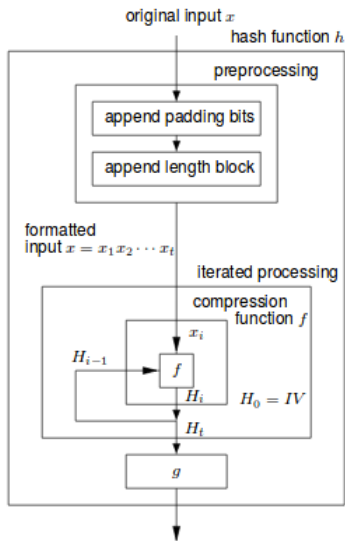 original input x
hash function h
preprocessing
append padding bits
append length block
formatted
input x = x₁x₂ ⋯ xₜ
iterated processing
compression
function f
xᵢ
Hᵢ₋₁
f
Hᵢ
H₀ = IV
Hₜ
g